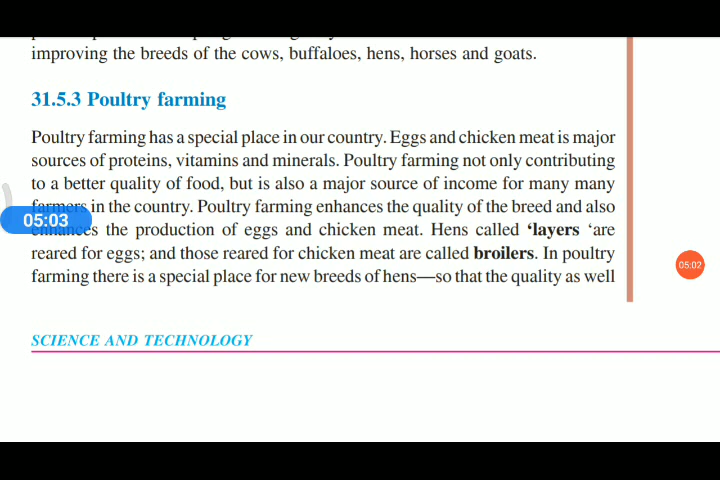 improving the breeds of the cows, buffaloes, hens, horses and goats.
31.5.3 Poultry farming
Poultry farming has a special place in our country. Eggs and chicken meat is major
sources of proteins, vitamins and minerals. Poultry farming not only contributing
to a better quality of food, but is also a major source of income for many many
farmers in the country. Poultry farming enhances the quality of the breed and also
05:03
enhances the production of eggs and chicken meat. Hens called ‘layers ‘are
reared for eggs; and those reared for chicken meat are called broilers. In poultry
05:02
farming there is a special place for new breeds of hens—so that the quality as well
SCIENCE AND TECHNOLOGY